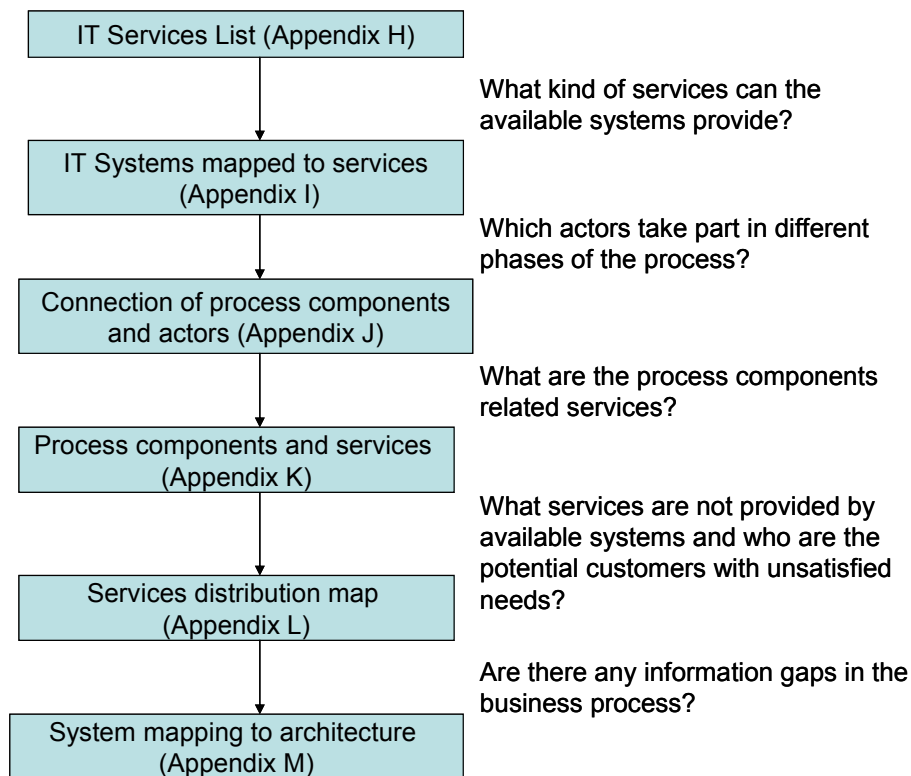 IT Services List (Appendix H)
What kind of services can the
available systems provide?
IT Systems mapped to services
(Appendix I)
Which actors take part in different
phases of the process?
Connection of process components
and actors (Appendix J)
What are the process components
related services?
Process components and services
(Appendix K)
What services are not provided by
available systems and who are the
potential customers with unsatisfied
needs?
Services distribution map
(Appendix L)
Are there any information gaps in the
business process?
System mapping to architecture
(Appendix M)